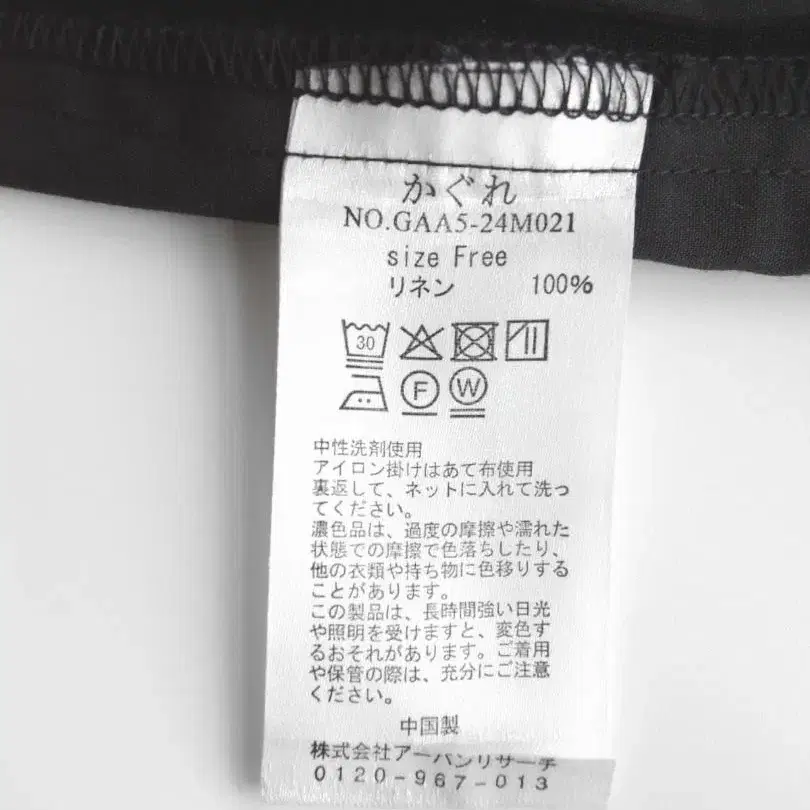 かぐれ
NO.GAA5-24M021
size Free
リネン 100%
30
F W
中性洗剤使用
アイロン掛けはあて布使用
裏返して、ネットに入れて洗っ
てください。
濃色品は、過度の摩擦や濡れた
状態での摩擦で色落ちしたり、
他の衣類や持ち物に色移りする
ことがあります。
この製品は、長時間強い日光
や照明を受けますと、変色す
るおそれがあります。ご着用
や保管の際は、充分にご注意
ください。
中国製
株式会社アーバンリサーチ
0120-967-013